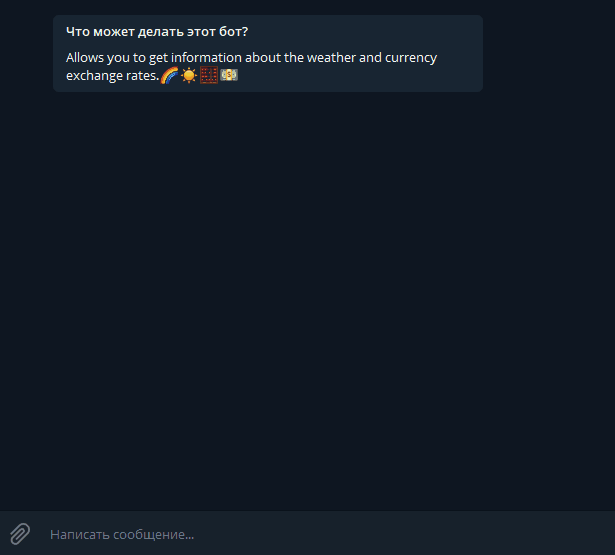 Что может делать этот бот?
Allows you to get information about the weather and currency
exchange rates.🌈☀️💱💵
Написать сообщение...